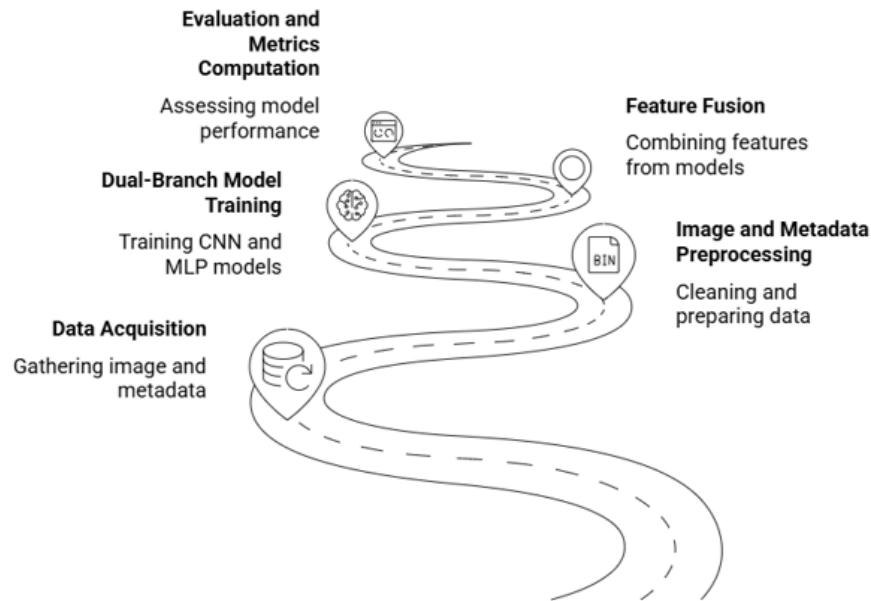 Evaluation and
Metrics
Computation
Assessing model
performance
Feature Fusion
Combining features
from models
Dual-Branch Model
Training
Training CNN and
MLP models
Image and Metadata
Preprocessing
Cleaning and
preparing data
BIN
Data Acquisition
Gathering image and
metadata